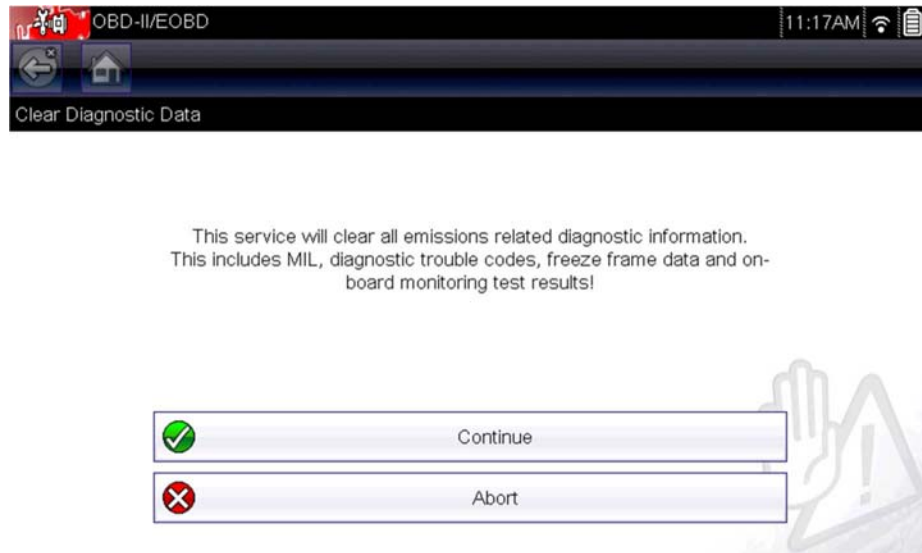 OBD-II/EOBD
11:17AM
Clear Diagnostic Data
This service will clear all emissions related diagnostic information.
This includes MIL, diagnostic trouble codes, freeze frame data and on-
board monitoring test results!
Continue
Abort